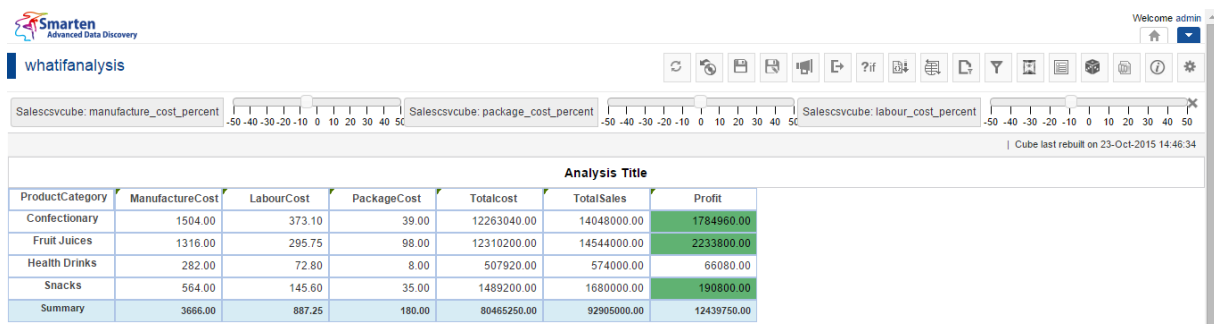 Smarten
Advanced Data Discovery
Welcome admin
whatifanalysis
?if
Salescsvcube: manufacture_cost_percent -50 -40 -30 -20 -10 0 10 20 30 40 50 Salescsvcube: package_cost_percent -50 -40 -30 -20 -10 0 10 20 30 40 50 Salescsvcube: labour_cost_percent -50 -40 -30 -20 -10 0 10 20 30 40 50
| Cube last rebuilt on 23-Oct-2015 14:46:34
Analysis Title
ProductCategory ManufactureCost LabourCost PackageCost Totalcost TotalSales Profit
Confectionary 1504.00 373.10 39.00 12263040.00 14048000.00 1784960.00
Fruit Juices 1316.00 295.75 98.00 12310200.00 14544000.00 2233800.00
Health Drinks 282.00 72.80 8.00 507920.00 574000.00 66080.00
Snacks 564.00 145.60 35.00 1489200.00 1680000.00 190800.00
Summary 3666.00 887.25 180.00 80465250.00 92905000.00 12439750.00